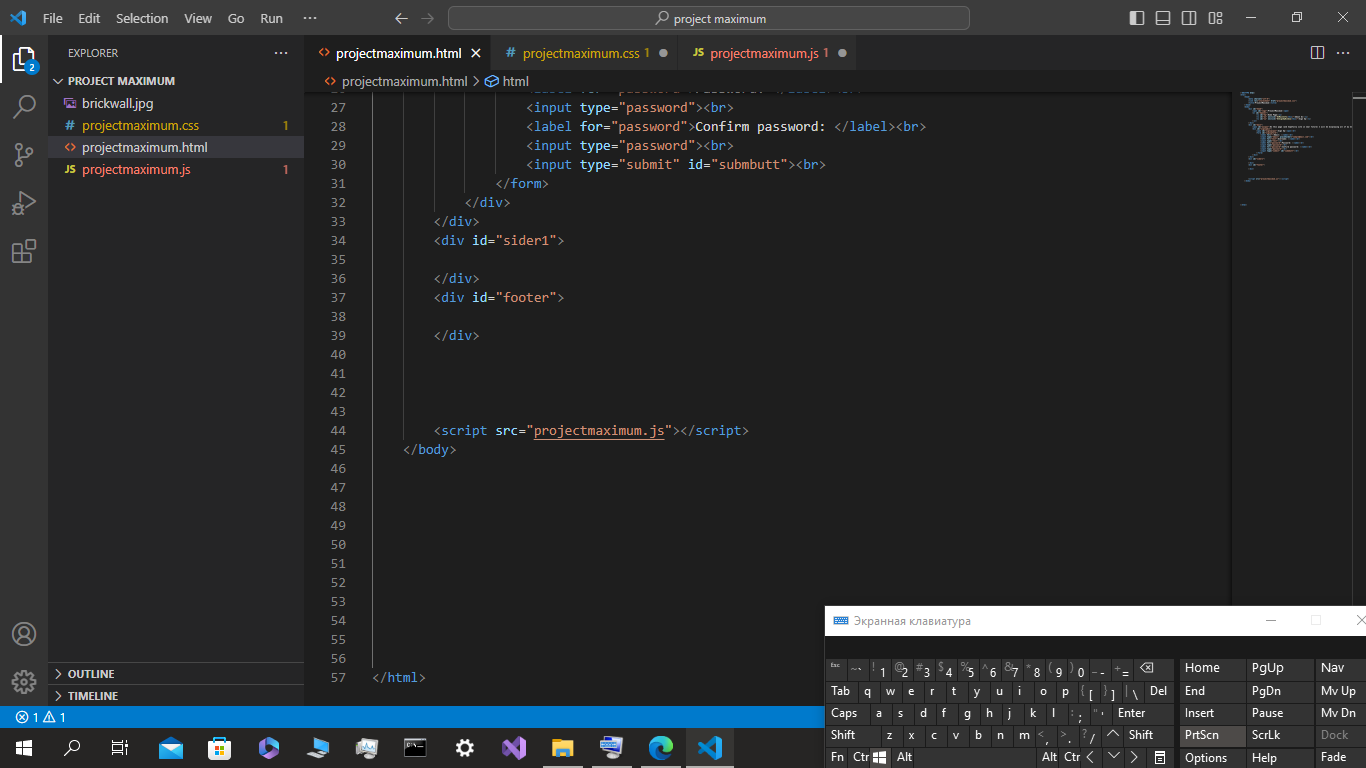 File Edit Selection View Go Run ···
project maximum
EXPLORER ···
projectmaximum.html
# projectmaximum.css 1
JS projectmaximum.js 1
PROJECT MAXIMUM
projectmaximum.html > html
brickwall.jpg
# projectmaximum.css 1
projectmaximum.html
JS projectmaximum.js 1
2
27 <input type="password"><br>
28 <label for="password">Confirm password: </label><br>
29 <input type="password"><br>
30 <input type="submit" id="submbutt"><br>
31 </form>
32 </div>
33 </div>
34 <div id="sider1">
35
36 </div>
37 <div id="footer">
38
39 </div>
40
41
42
43
44 <script src="projectmaximum.js"></script>
45 </body>
46
47
48
49
50
51
52
53
54
55
56
57 </html>
OUTLINE
TIMELINE
1 1
Экранная клавиатура
Esc ~ ` ! 1 @ 2 # 3 $ 4 % 5 ^ 6 & 7 * 8 ( 9 ) 0 _ - + = Home PgUp Nav
Tab q w e r t y u i o p { [ } ] | \ Del End PgDn Mv Up
Caps a s d f g h j k l : ; " ' Enter Insert Pause Mv Dn
Shift z x c v b n m < , > . ? / Shift PrtScn ScrLk Dock
Fn Ctr Alt Alt Ctr Options Help Fade